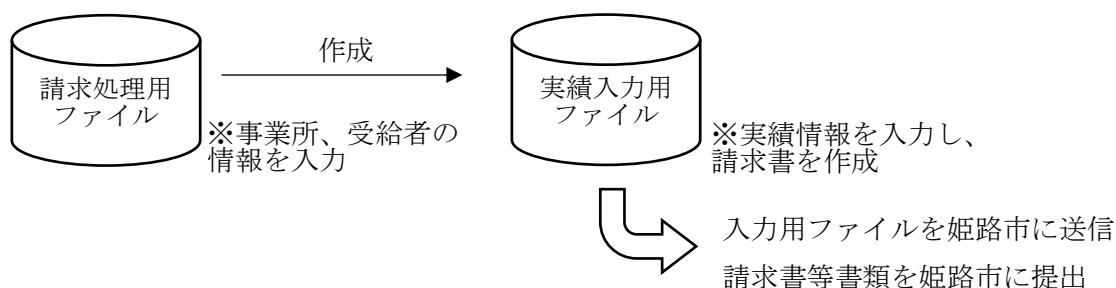 作成
請求処理用
ファイル
※事業所、受給者の
情報を入力
実績入力用
ファイル
※実績情報を入力し、
請求書を作成
入力用ファイルを姫路市に送信
請求書等書類を姫路市に提出